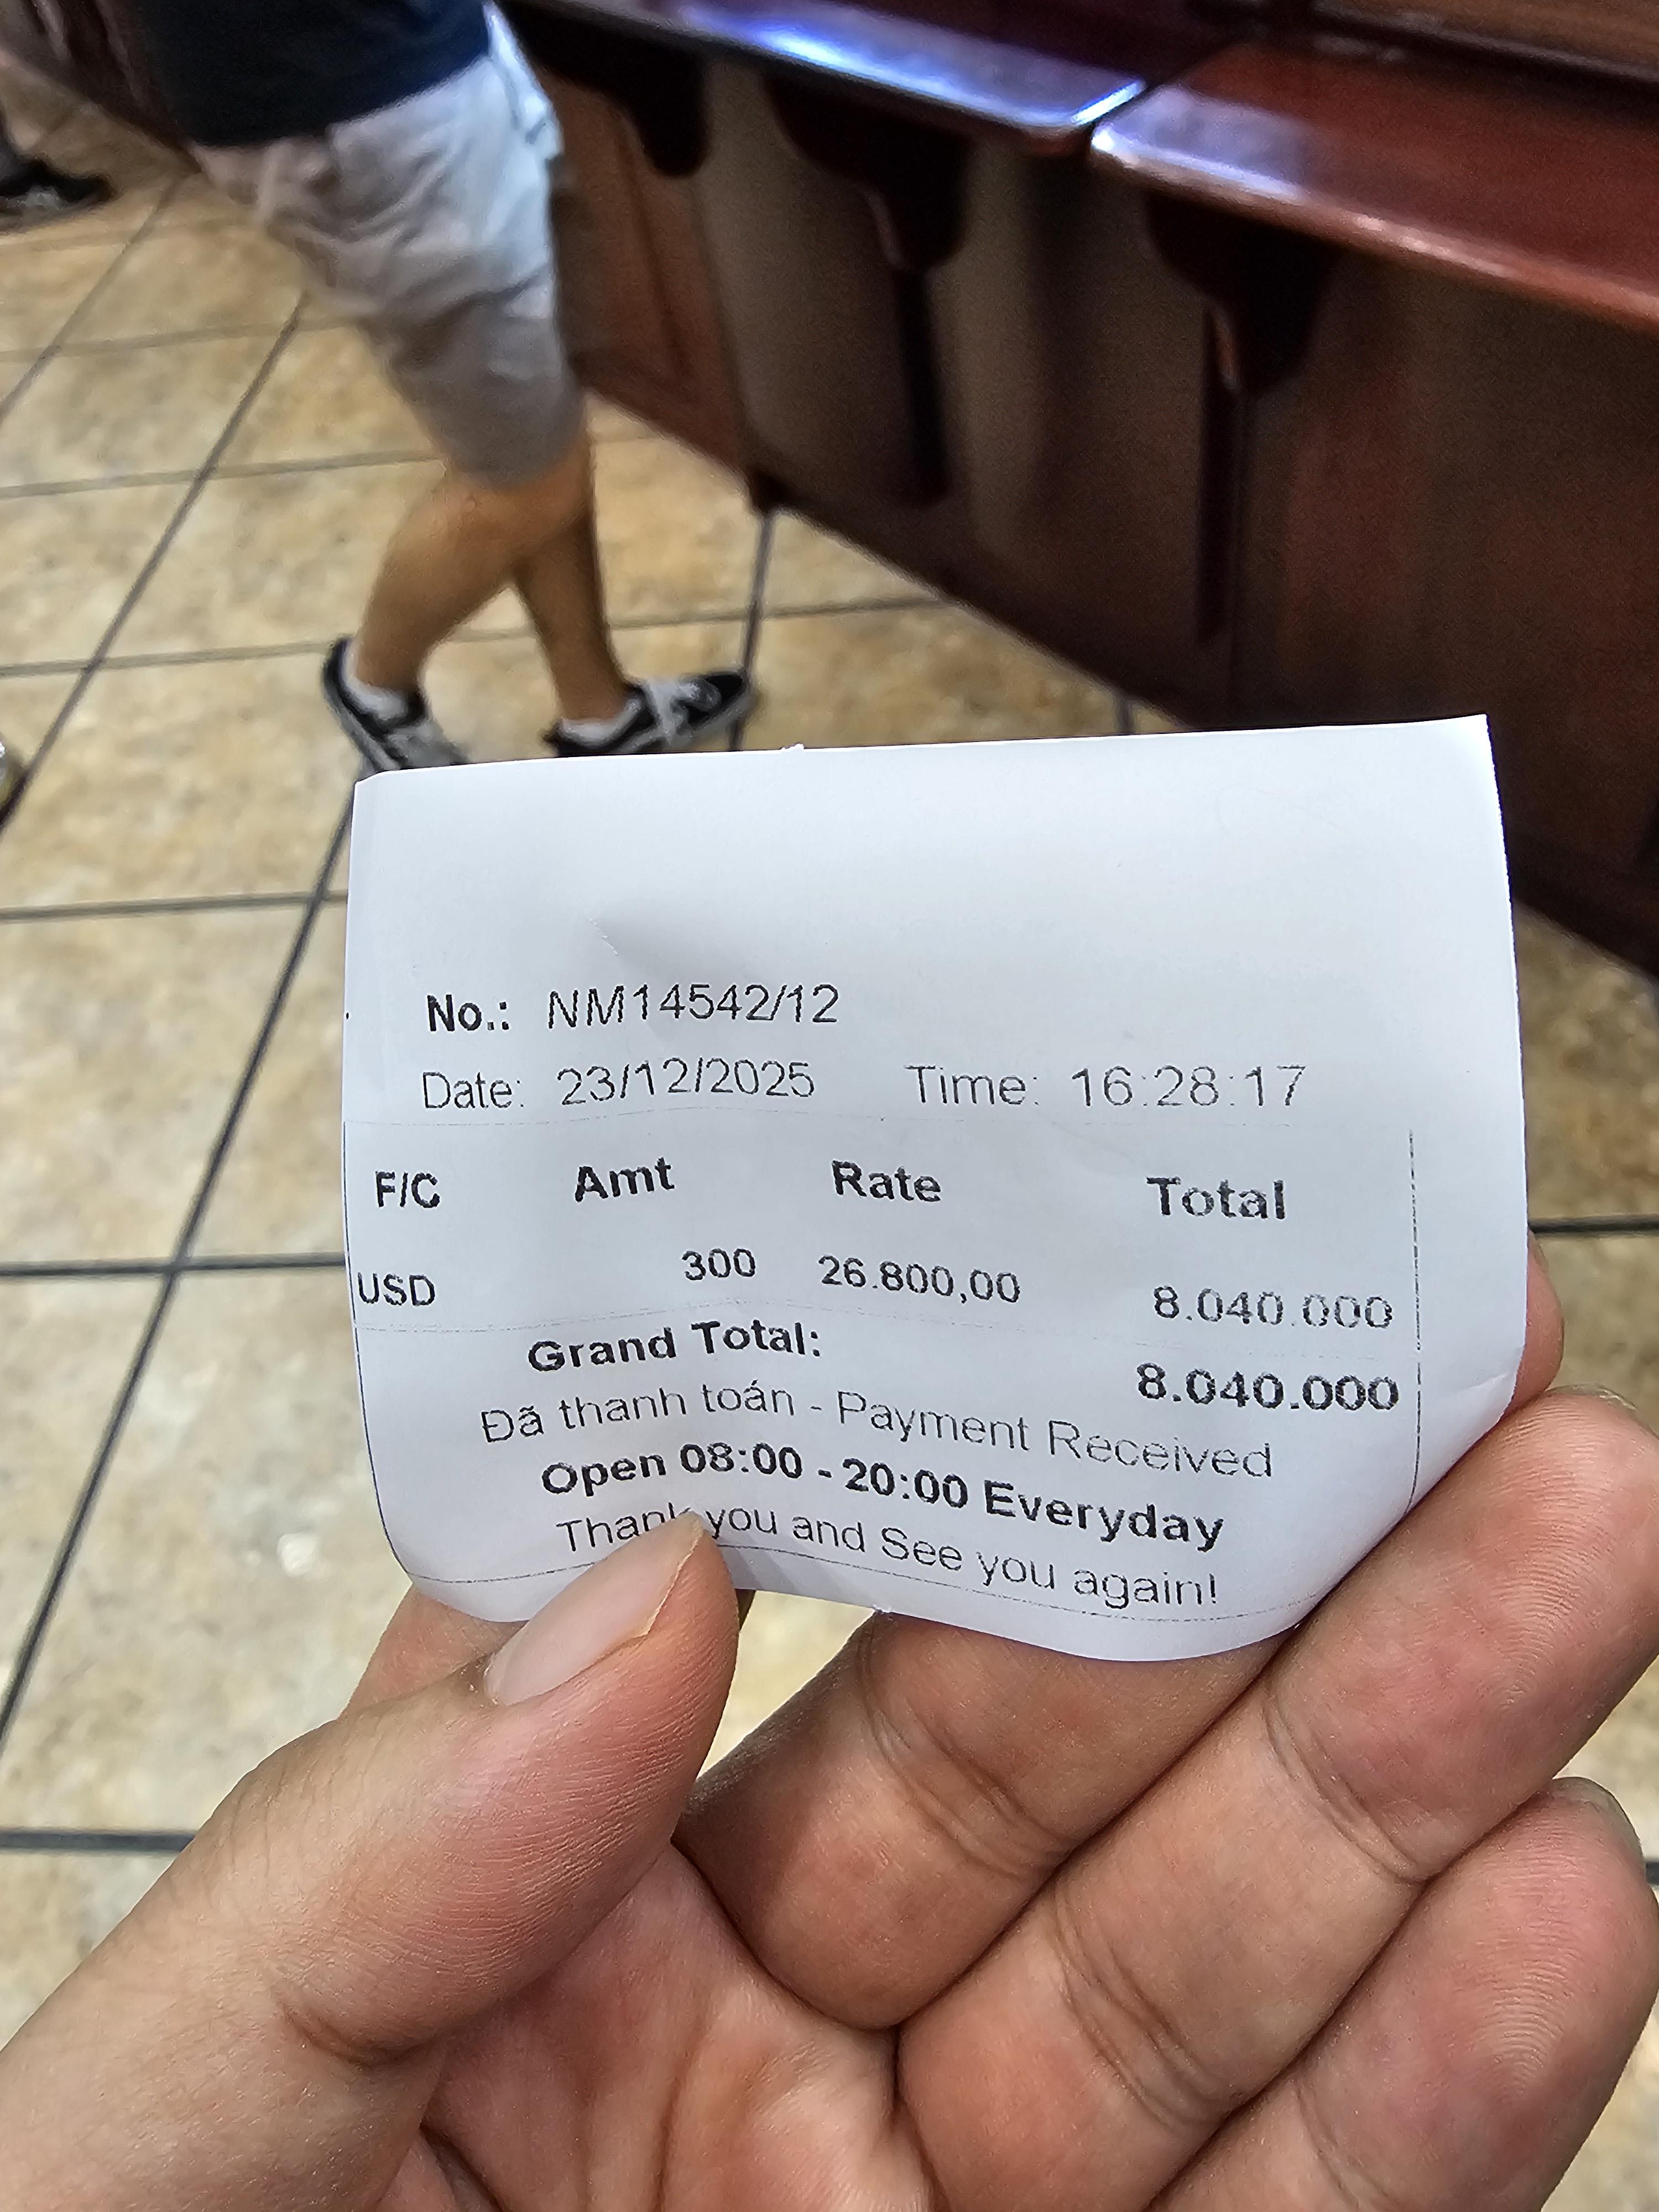 No.: NM14542/12
Date: 23/12/2025 Time: 16:28:17
F/C Amt Rate Total
USD 300 26.800,00 8.040.000
Grand Total: 8.040.000
Đã thanh toán - Payment Received
Open 08:00 - 20:00 Everyday
Thank you and See you again!